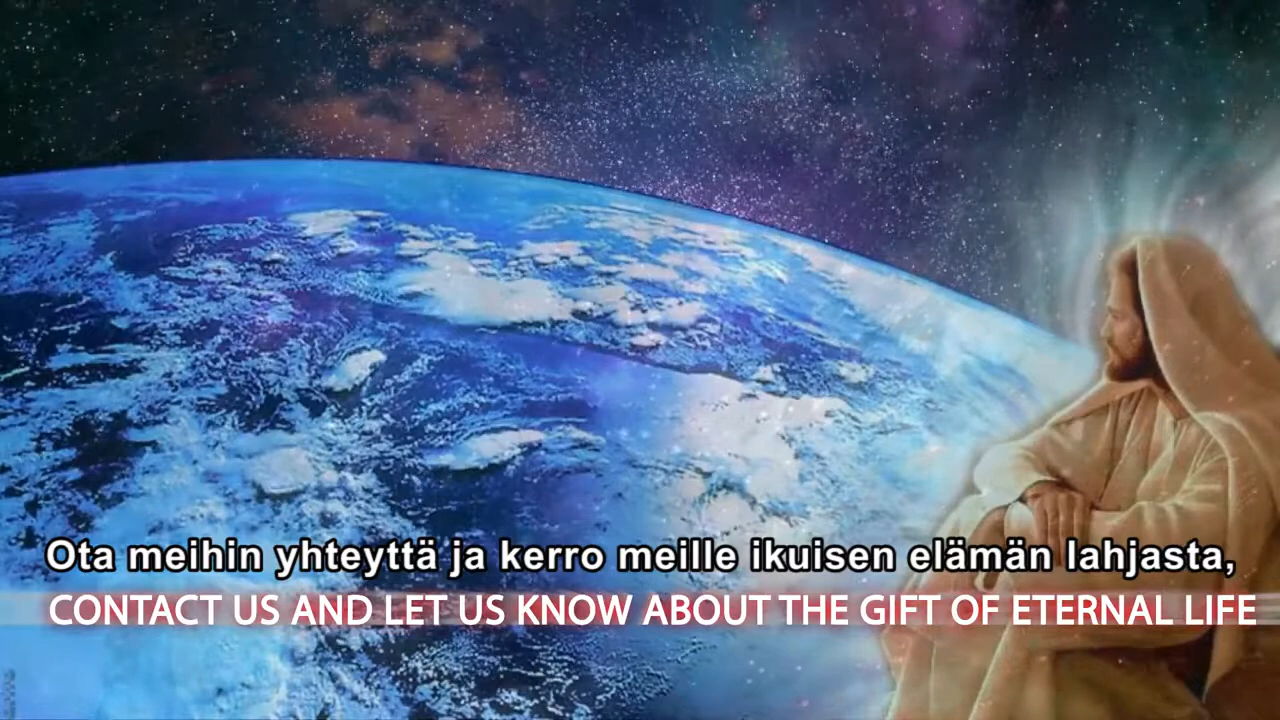 Ota meihin yhteyttä ja kerro meille ikuisen elämän lahjasta,
CONTACT US AND LET US KNOW ABOUT THE GIFT OF ETERNAL LIFE